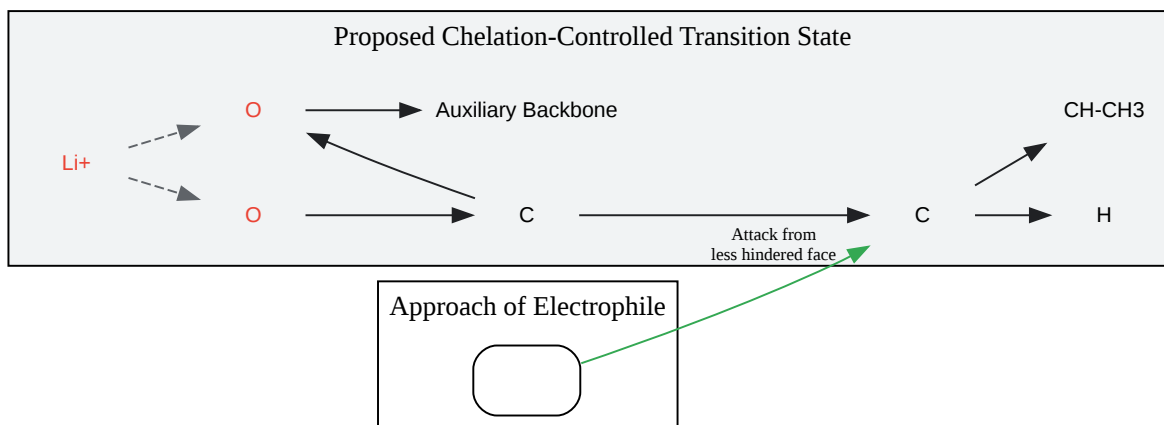 Proposed Chelation-Controlled Transition State
O
Auxiliary Backbone
CH-CH3
Li+
O
C
C
H
Attack from
less hindered face
Approach of Electrophile